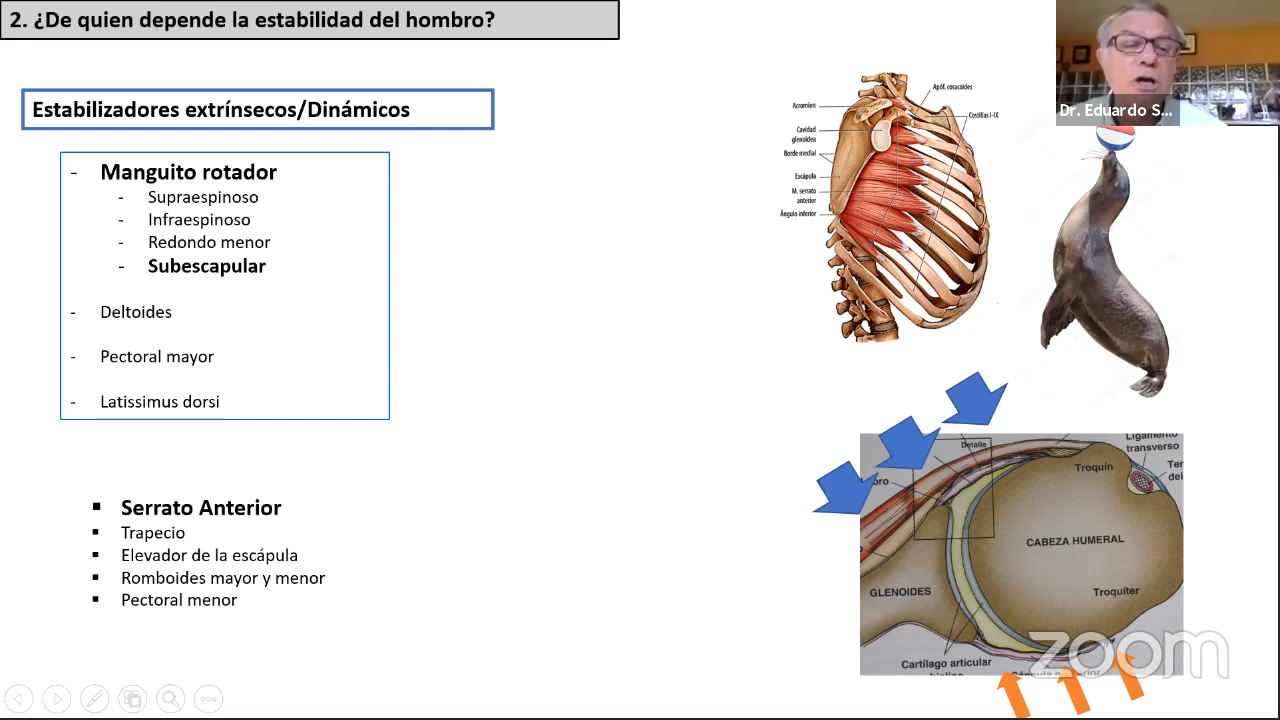 2. ¿De quien depende la estabilidad del hombro?
Dr. Eduardo S...
Estabilizadores extrínsecos/Dinámicos
- Manguito rotador
- Supraespinoso
- Infraespinoso
- Redondo menor
- Subescapular
- Deltoides
- Pectoral mayor
- Latissimus dorsi
Serrato Anterior
Trapecio
Elevador de la escápula
Romboides mayor y menor
Pectoral menor
Apóf. coracoides
Acromion
Costillas I-IX
Cavidad
glenoidea
Borde medial
Escápula
M. serrato
anterior
Ángulo inferior
Detalle
Ligamento
transverso
Troquín
CABEZA HUMERAL
GLENOIDES
Troquíter
Cartílago articular
zoom